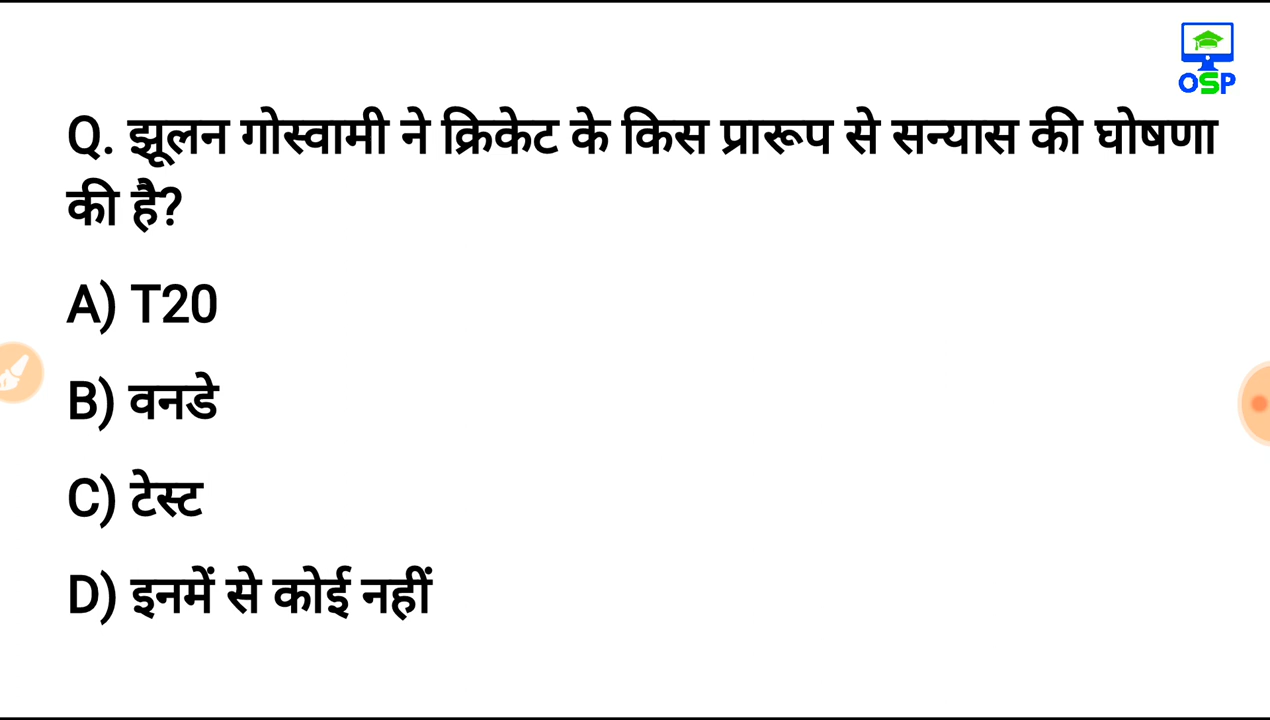 OSP
Q. झूलन गोस्वामी ने क्रिकेट के किस प्रारूप से सन्यास की घोषणा
की है?
A) T20
B) वनडे
C) टेस्ट
D) इनमें से कोई नहीं